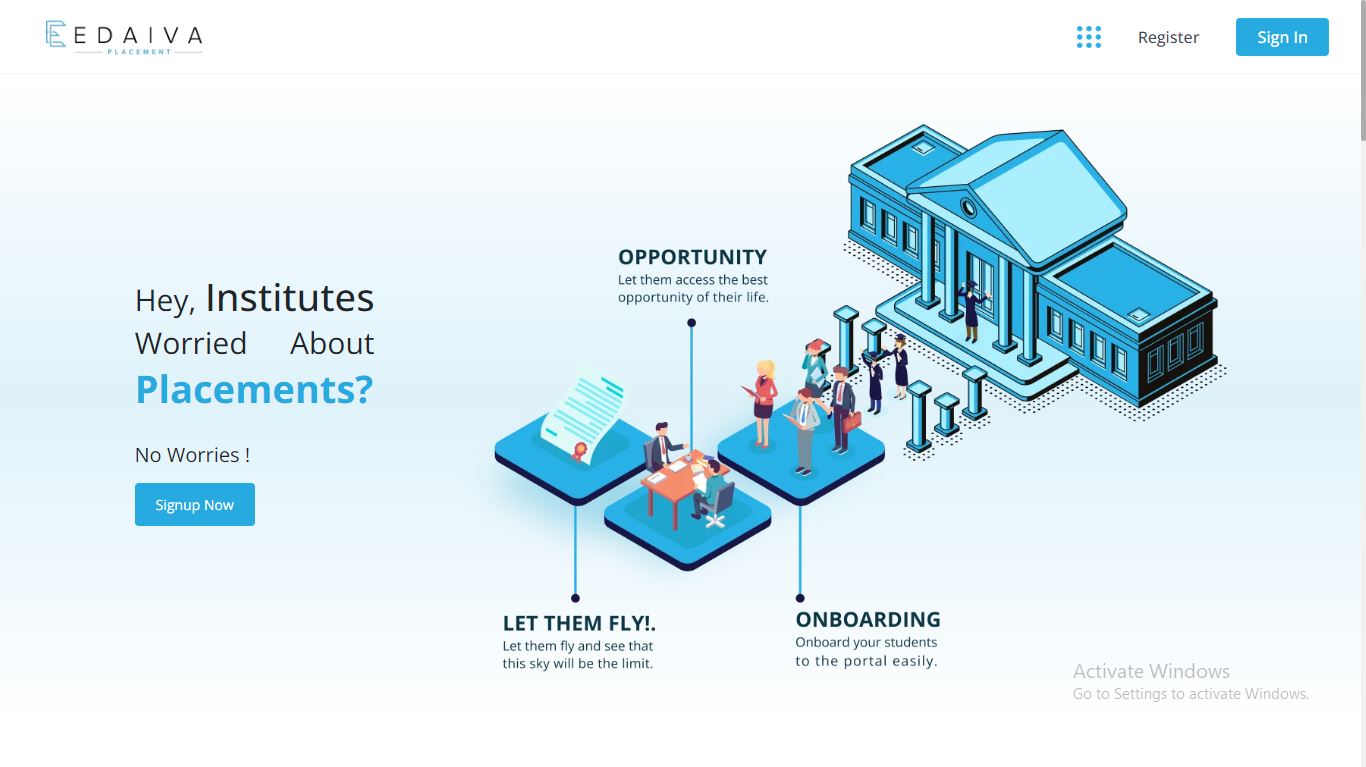 EDAIVA
PLACEMENT
Register
Sign In
Hey, Institutes
Worried About
Placements?
No Worries !
Signup Now
OPPORTUNITY
Let them access the best
opportunity of their life.
LET THEM FLY!.
Let them fly and see that
this sky will be the limit.
ONBOARDING
Onboard your students
to the portal easily.
Activate Windows
Go to Settings to activate Windows.